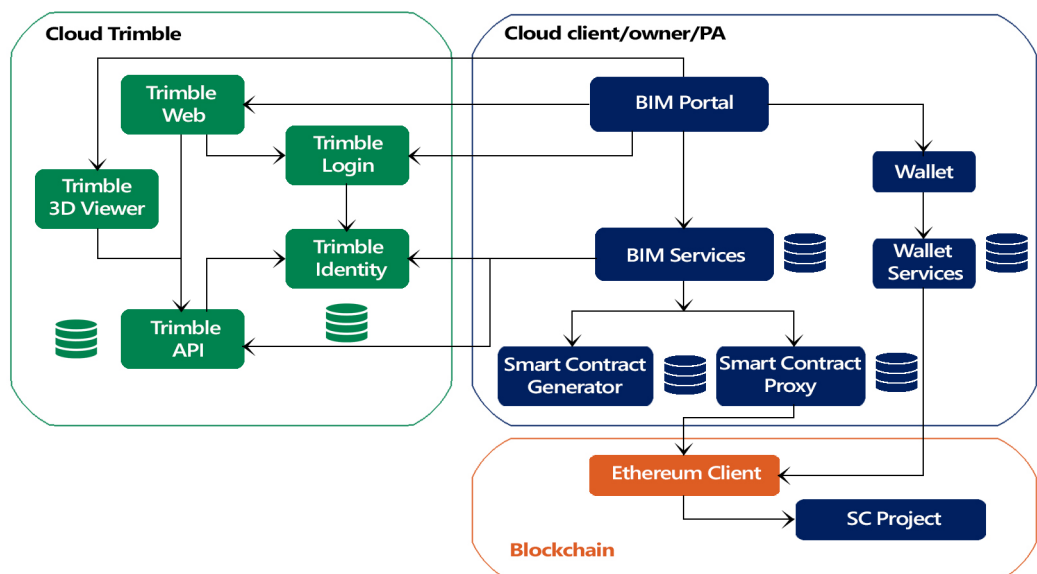 Cloud Trimble
Trimble
Web
Trimble
Login
Trimble
3D Viewer
Trimble
Identity
Trimble
API
Cloud client/owner/PA
BIM Portal
Wallet
BIM Services
Wallet
Services
Smart Contract
Generator
Smart Contract
Proxy
Ethereum Client
SC Project
Blockchain